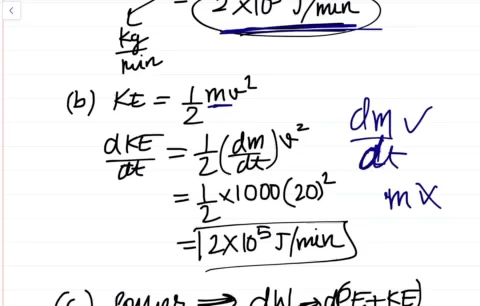 = 2×10⁵ J/min
kg/min
(b) KE = 1/2 mv²
dKE/dt = 1/2 (dm/dt) v²
= 1/2 × 1000 (20)²
= 2×10⁵ J/min
dm/dt ✓
m ✗
(c) Power ⇒ dW → d(PE+KE)